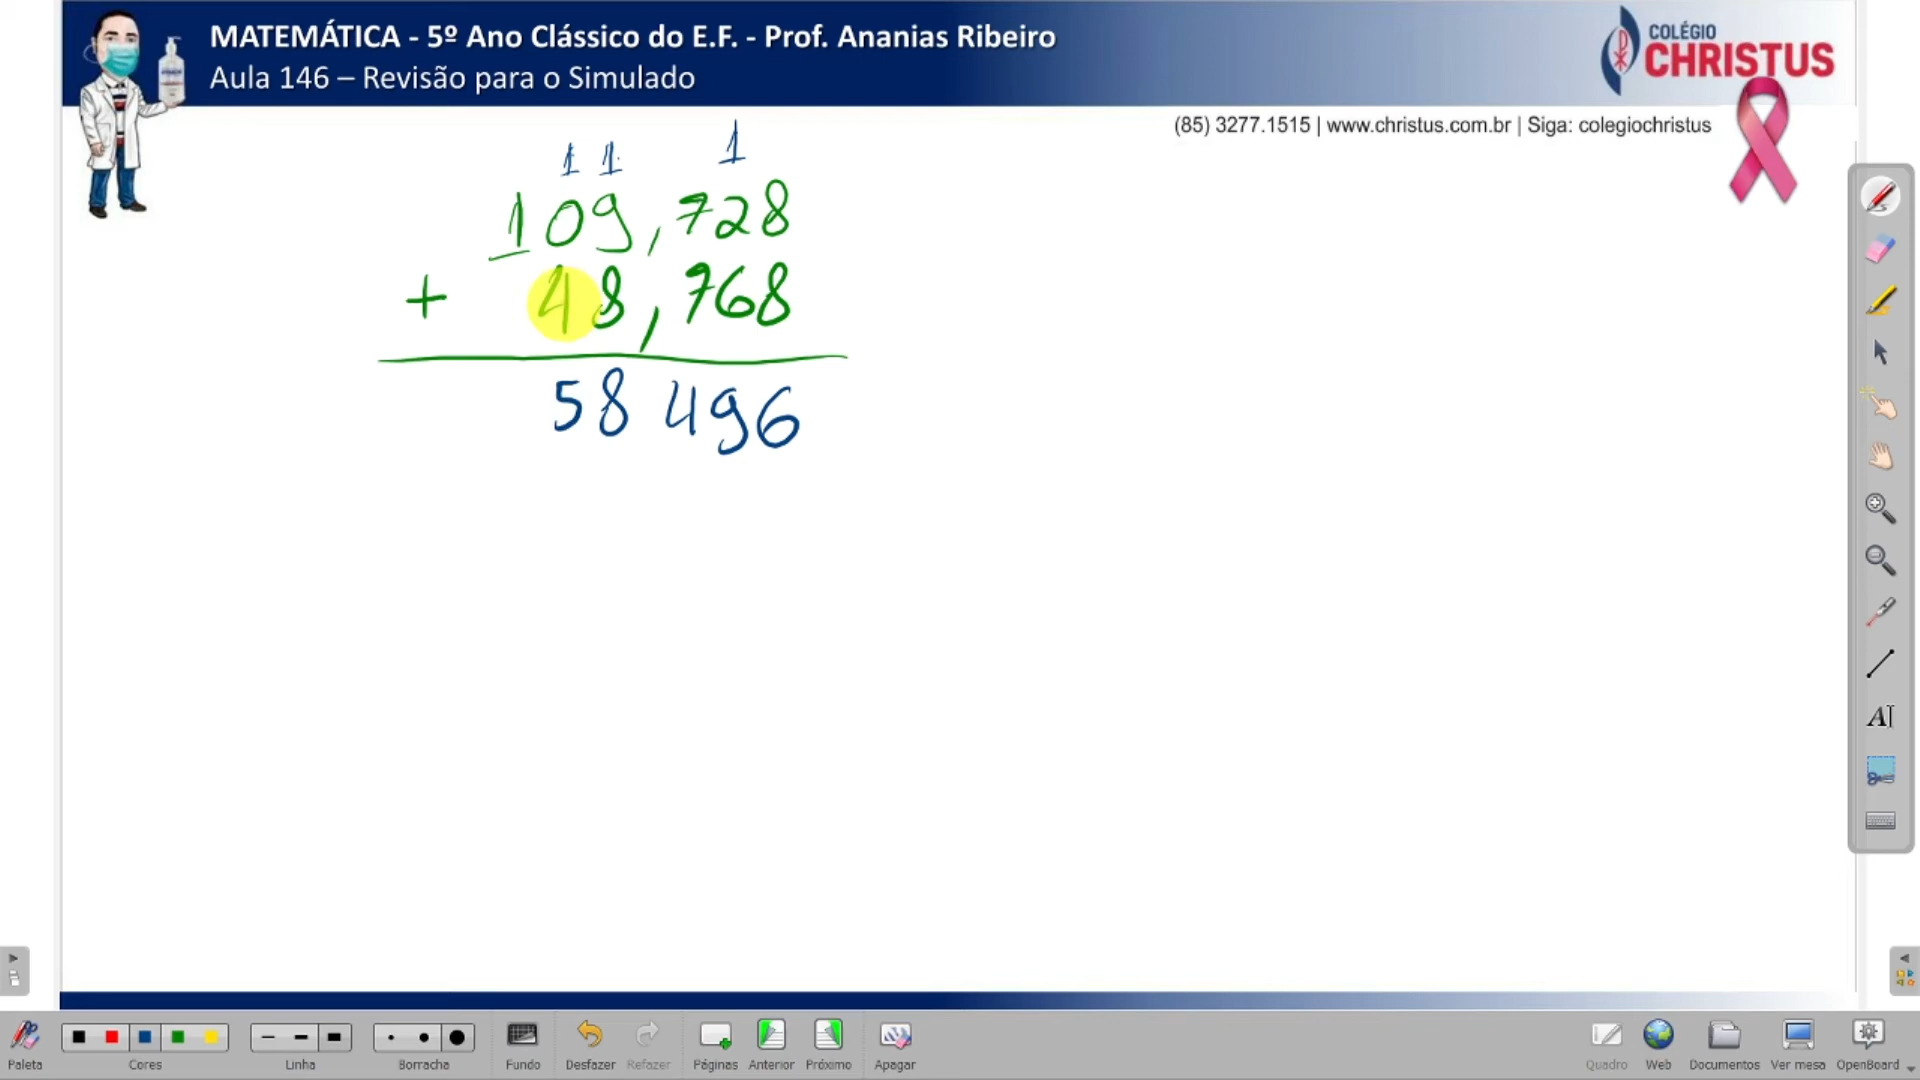 MATEMÁTICA - 5º Ano Clássico do E.F. - Prof. Ananias Ribeiro
Aula 146 – Revisão para o Simulado
COLÉGIO
CHRISTUS
(85) 3277.1515 | www.christus.com.br | Siga: colegiochristus
1 1 1
109,728
+ 48,768
58 496
Paleta
Cores
Linha
Borracha
Fundo
Desfazer
Refazer
Páginas
Anterior
Próximo
Apagar
Quadro
Web
Documentos
Ver mesa
OpenBoard